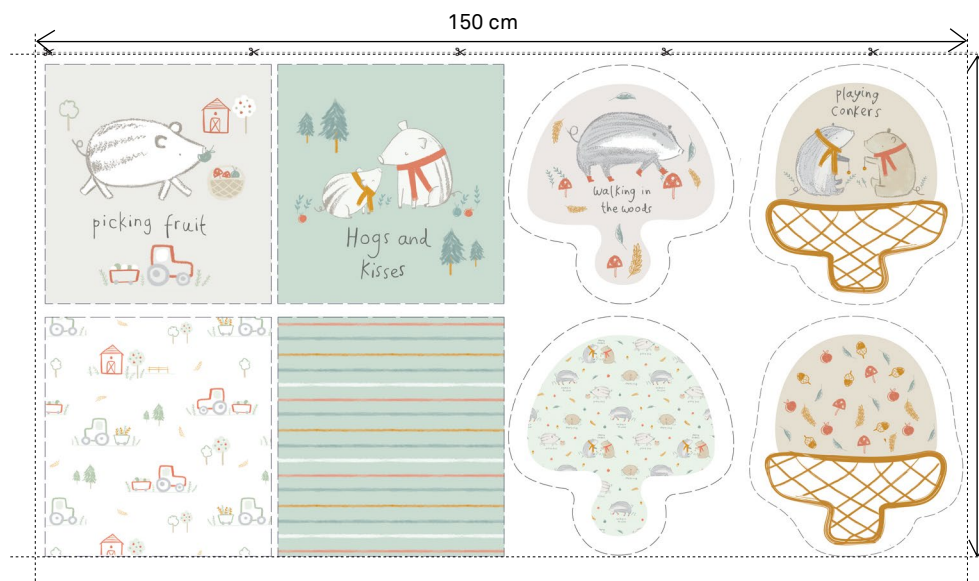 150 cm
picking fruit
Hogs and
kisses
walking in
the woods
playing
conkers